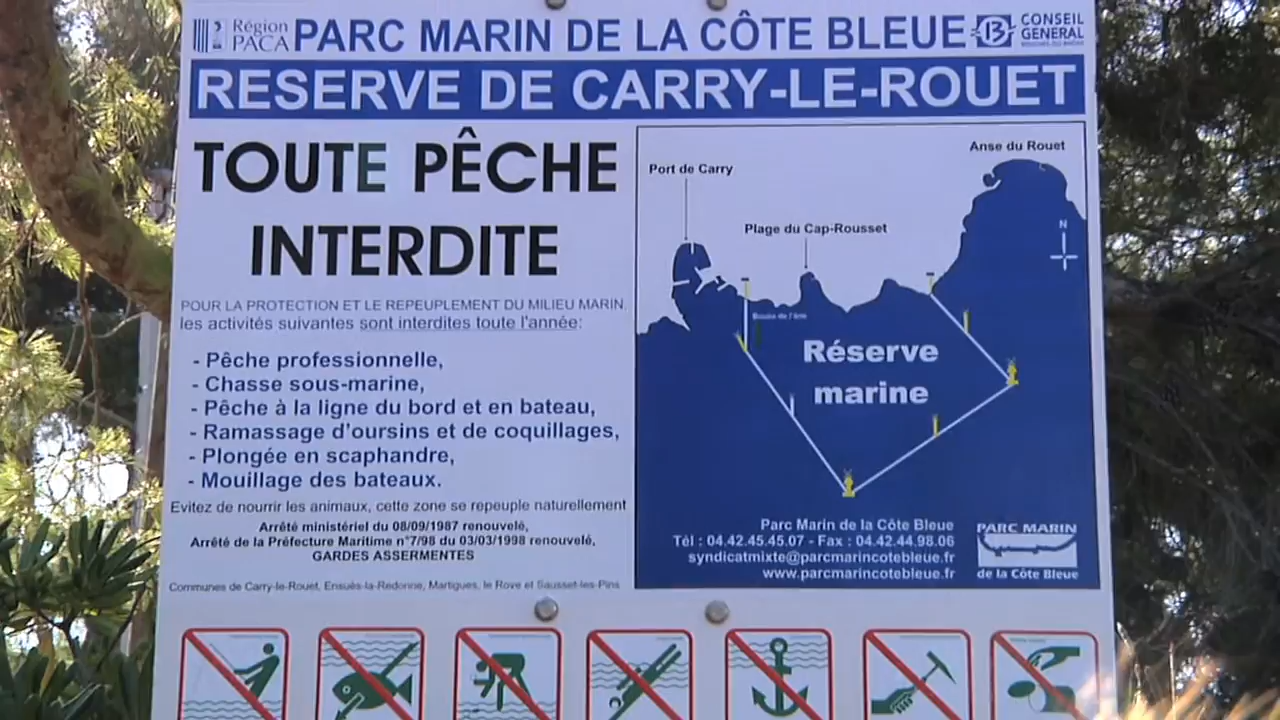 Région
PACA
PARC MARIN DE LA CÔTE BLEUE
13
CONSEIL
GENERAL
BOUCHES-DU-RHÔNE
RESERVE DE CARRY-LE-ROUET
TOUTE PÊCHE
INTERDITE
POUR LA PROTECTION ET LE REPEUPLEMENT DU MILIEU MARIN,
les activités suivantes sont interdites toute l'année:
- Pêche professionnelle,
- Chasse sous-marine,
- Pêche à la ligne du bord et en bateau,
- Ramassage d'oursins et de coquillages,
- Plongée en scaphandre,
- Mouillage des bateaux.
Evitez de nourrir les animaux, cette zone se repeuple naturellement
Arrêté ministériel du 08/09/1987 renouvelé,
Arrêté de la Préfecture Maritime n°7/98 du 03/03/1998 renouvelé,
GARDES ASSERMENTES
Communes de Carry-le-Rouet, Ensuès-la-Redonne, Martigues, le Rove et Sausset-les-Pins
Anse du Rouet
Port de Carry
Plage du Cap-Rousset
N
Réserve
marine
Parc Marin de la Côte Bleue
Tél : 04.42.45.45.07 - Fax : 04.42.44.98.06
syndicatmixte@parcmarincotebleue.fr
www.parcmarincotebleue.fr
PARC MARIN
de la Côte Bleue